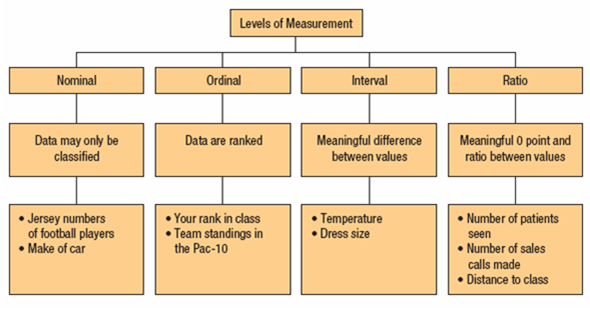 Levels of Measurement
Nominal
Ordinal
Interval
Ratio
Data may only be
classified
Data are ranked
Meaningful difference
between values
Meaningful 0 point and
ratio between values
• Jersey numbers
of football players
• Make of car
• Your rank in class
• Team standings in
the Pac-10
• Temperature
• Dress size
• Number of patients
seen
• Number of sales
calls made
• Distance to class